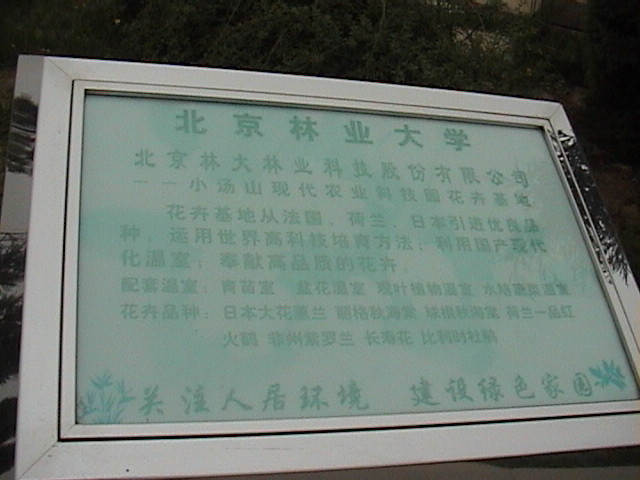 北京林业大学
北京林大林业科技股份有限公司
——小汤山现代农业科技园花卉基地
花卉基地从法国、荷兰、日本引进优良品
种，运用世界高科技培育方法；利用国产现代
化温室；奉献高品质的花卉。
配套温室：育苗室 盆花温室 观叶植物温室 水培蔬菜温室
花卉品种：日本大花蕙兰 丽格秋海棠 球根秋海棠 荷兰一品红
火鹤 非州紫罗兰 长寿花 比利时杜鹃
关注人居环境 建设绿色家园